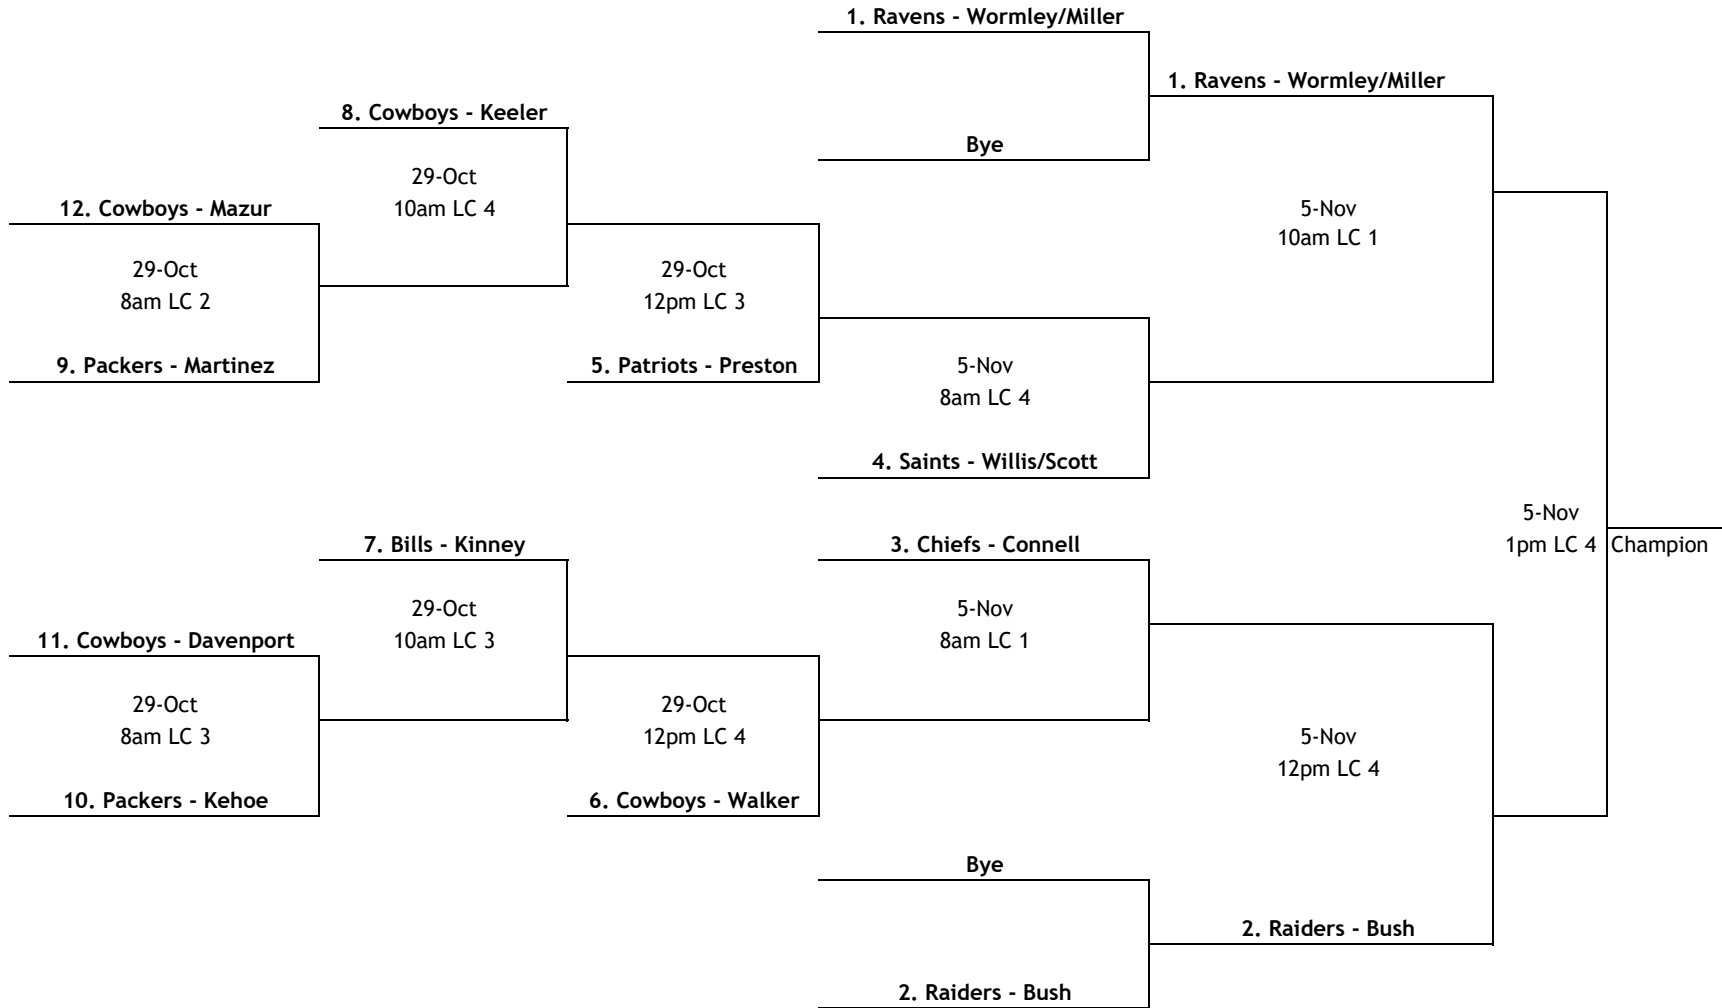 1. Ravens - Wormley/Miller
1. Ravens - Wormley/Miller
8. Cowboys - Keeler
Bye
29-Oct
10am LC 4
12. Cowboys - Mazur
5-Nov
10am LC 1
29-Oct
8am LC 2
29-Oct
12pm LC 3
9. Packers - Martinez
5. Patriots - Preston
5-Nov
8am LC 4
4. Saints - Willis/Scott
5-Nov
1pm LC 4
Champion
7. Bills - Kinney
3. Chiefs - Connell
29-Oct
10am LC 3
5-Nov
8am LC 1
11. Cowboys - Davenport
29-Oct
8am LC 3
29-Oct
12pm LC 4
5-Nov
12pm LC 4
10. Packers - Kehoe
6. Cowboys - Walker
Bye
2. Raiders - Bush
2. Raiders - Bush